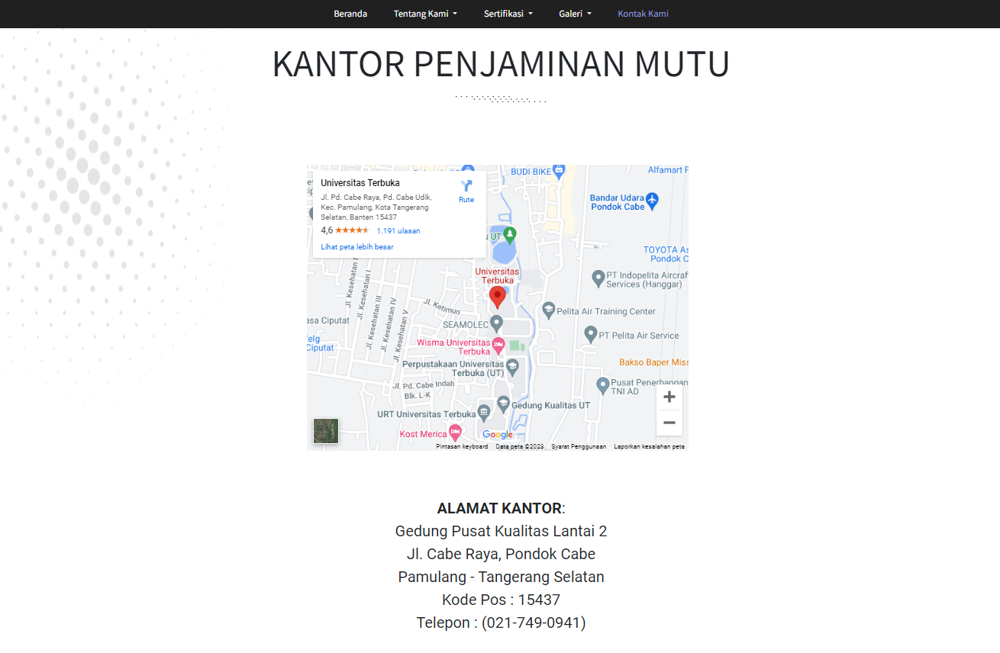 Beranda Tentang Kami Sertifikasi Galeri Kontak Kami
KANTOR PENJAMINAN MUTU
Universitas Terbuka
Jl. Pd. Cabe Raya, Pd. Cabe Udik,
Kec. Pamulang, Kota Tangerang
Selatan, Banten 15437
4,6 1.191 ulasan
Lihat peta lebih besar
Rute
BUDI BIKE
Alfamart
Bandar Udara
Pondok Cabe
UT
TOYOTA
Pondok
Universitas
Terbuka
PT Indopelita Aircraf
Services (Hanggar)
Jl. Kesehatan I
Jl. Kesehatan III
Jl. Kesehatan IV
Jl. Kesehatan V
Jl. Ketimun
Pelita Air Training Center
asa Ciputat
SEAMOLEC
PT Pelita Air Service
elg
Ciputat
Wisma Universitas
Terbuka
Bakso Baper Miss
Perpustakaan Universitas
Terbuka (UT)
Jl. Pd. Cabe Indah
Blk. L-K
Pusat Penerbangan
TNI AD
Gedung Kualitas UT
URT Universitas Terbuka
Kost Merica
Google
Pintasan keyboard Data peta ©2023 Syarat Penggunaan Laporkan kesalahan peta
ALAMAT KANTOR:
Gedung Pusat Kualitas Lantai 2
Jl. Cabe Raya, Pondok Cabe
Pamulang - Tangerang Selatan
Kode Pos : 15437
Telepon : (021-749-0941)